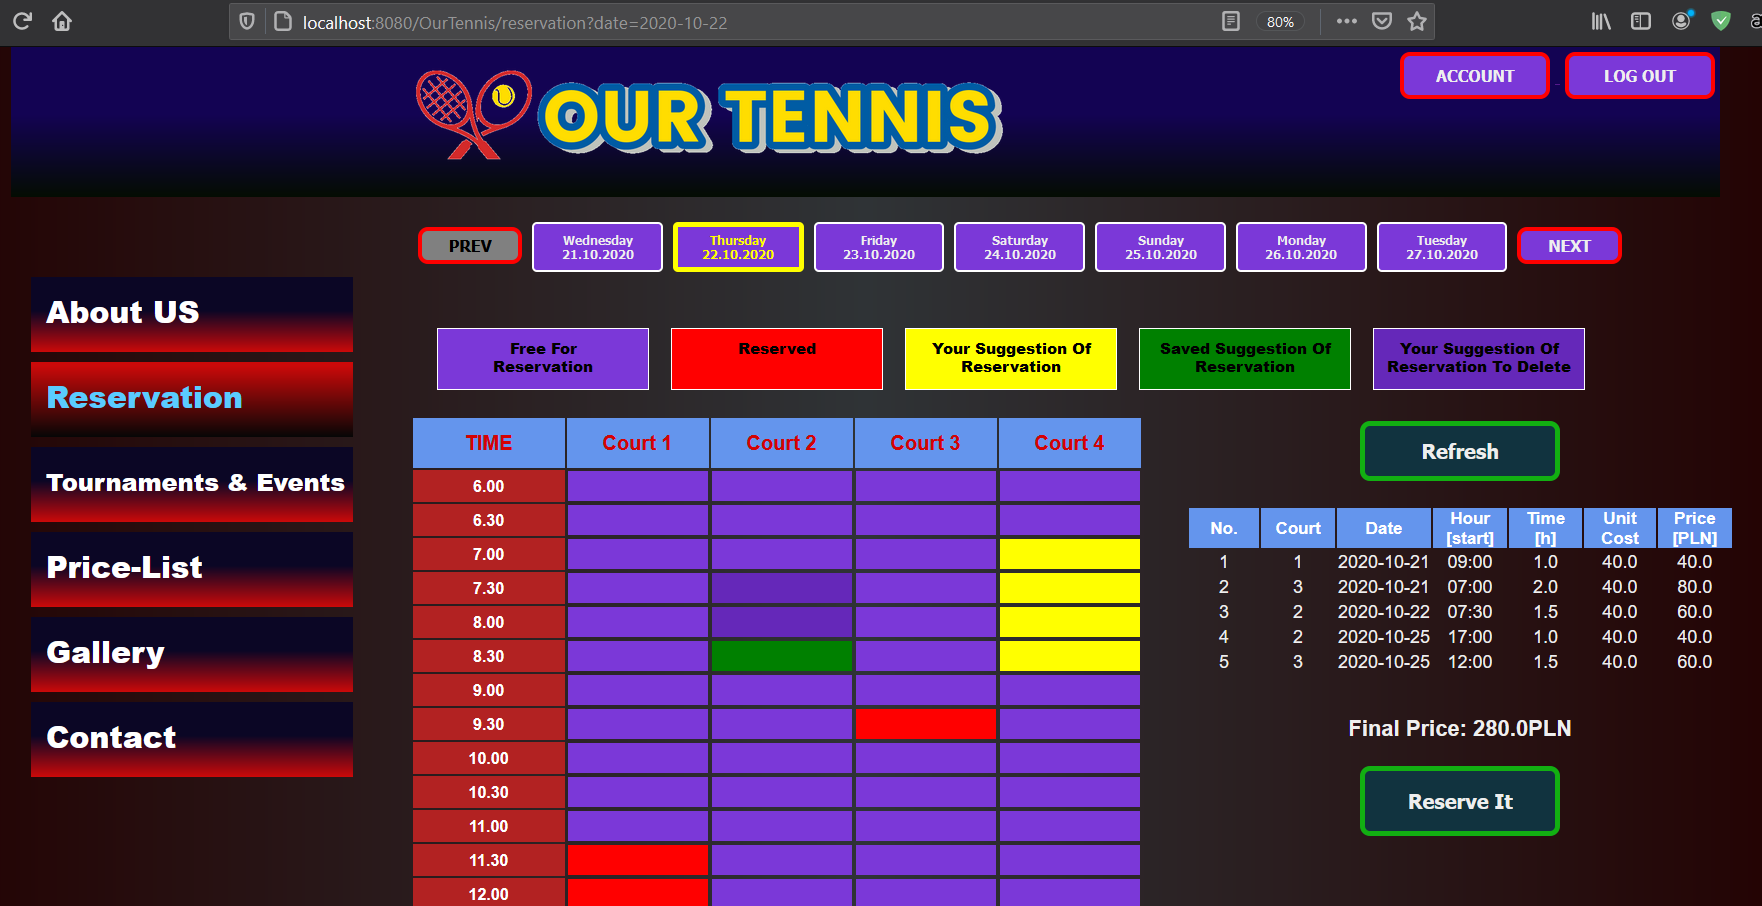 localhost:8080/OurTennis/reservation?date=2020-10-22
80%
ACCOUNT
LOG OUT
OUR TENNIS
PREV
Wednesday
21.10.2020
Thursday
22.10.2020
Friday
23.10.2020
Saturday
24.10.2020
Sunday
25.10.2020
Monday
26.10.2020
Tuesday
27.10.2020
NEXT
About US
Reservation
Tournaments & Events
Price-List
Gallery
Contact
Free For
Reservation
Reserved
Your Suggestion Of
Reservation
Saved Suggestion Of
Reservation
Your Suggestion Of
Reservation To Delete
TIME Court 1 Court 2 Court 3 Court 4
6.00
6.30
7.00
7.30
8.00
8.30
9.00
9.30
10.00
10.30
11.00
11.30
12.00
Refresh
No. Court Date Hour [start] Time [h] Unit Cost Price [PLN]
1 1 2020-10-21 09:00 1.0 40.0 40.0
2 3 2020-10-21 07:00 2.0 40.0 80.0
3 2 2020-10-22 07:30 1.5 40.0 60.0
4 2 2020-10-25 17:00 1.0 40.0 40.0
5 3 2020-10-25 12:00 1.5 40.0 60.0
Final Price: 280.0PLN
Reserve It